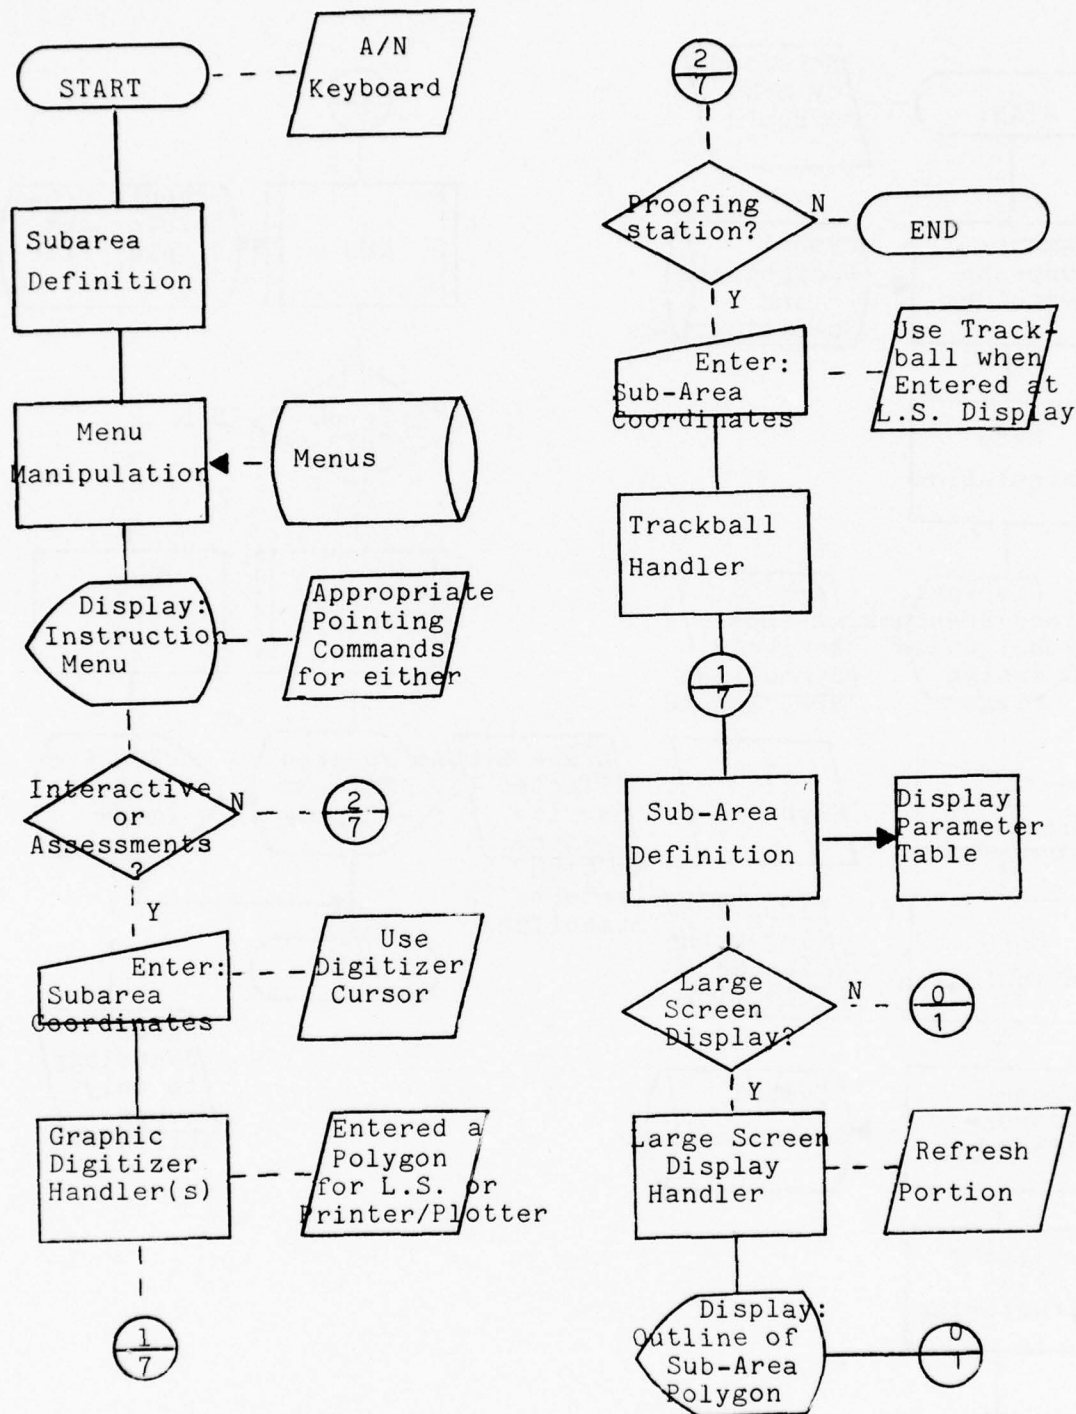 START
A/N
Keyboard
Subarea
Definition
Menu
Manipulation
Menus
Display:
Instruction
Menu
Appropriate
Pointing
Commands
for either
Interactive
or
Assessments
?
N
2
7
Y
Enter:
Subarea
Coordinates
Use
Digitizer
Cursor
Graphic
Digitizer
Handler(s)
Entered a
Polygon
for L.S. or
Printer/Plotter
1
7
2
7
Proofing
station?
N
END
Y
Enter:
Sub-Area
Coordinates
Use Track-
ball when
Entered at
L.S. Display
Trackball
Handler
1
7
Sub-Area
Definition
Display
Parameter
Table
Large
Screen
Display?
N
0
1
Y
Large Screen
Display
Handler
Refresh
Portion
Display:
Outline of
Sub-Area
Polygon
0
1